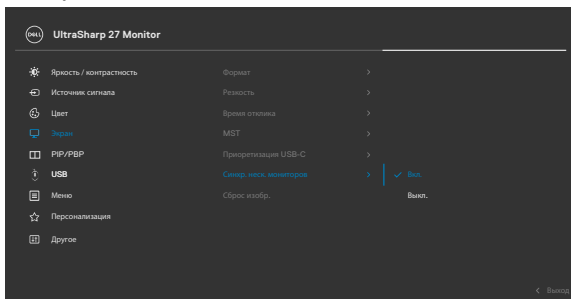 DELL UltraSharp 27 Monitor
Яркость / контрастность Формат
Источник сигнала Резкость
Цвет Время отклика
Экран MST
PIP/PBP Приоретизация USB-C
USB Синхр. неск. мониторов Вкл.
Меню Сброс изобр. Выкл.
Персонализация
Другое
Выход